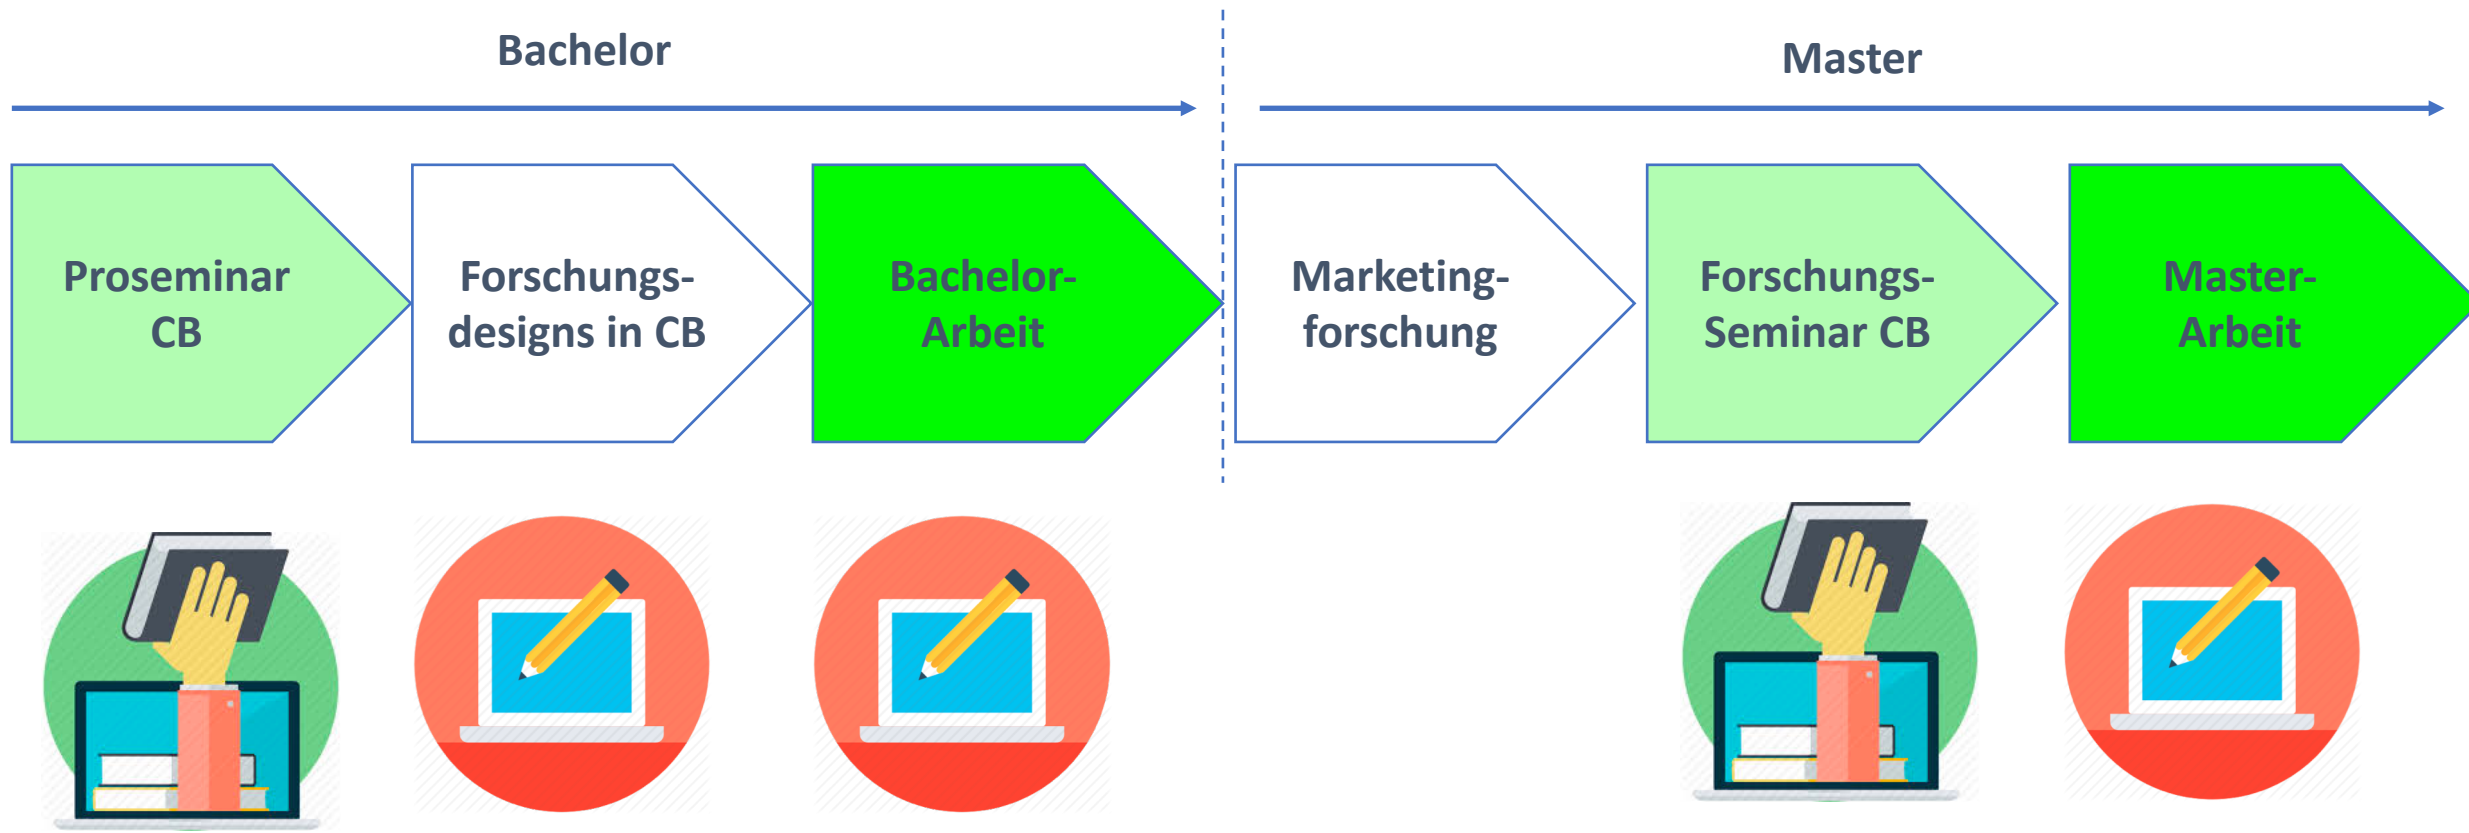 Bachelor
Master
Proseminar
CB
Forschungs-
designs in CB
Bachelor-
Arbeit
Marketing-
forschung
Forschungs-
Seminar CB
Master-
Arbeit